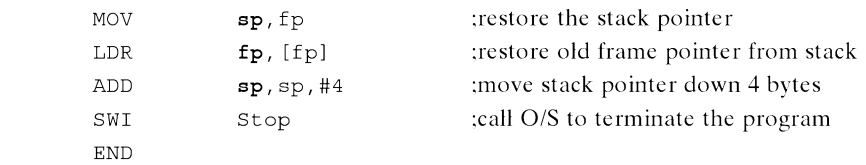 MOV sp,fp ;restore the stack pointer
LDR fp,[fp] ;restore old frame pointer from stack
ADD sp,sp,#4 ;move stack pointer down 4 bytes
SWI Stop ;call O/S to terminate the program
END